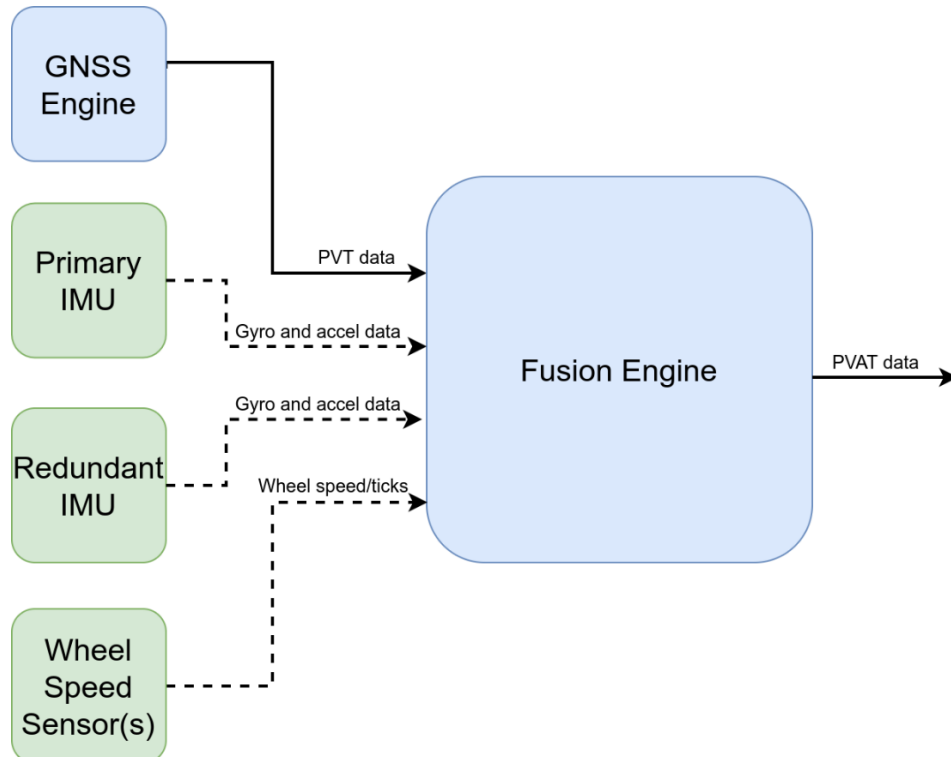 GNSS
Engine
PVT data
Primary
IMU
Gyro and accel data
Fusion Engine
PVAT data
Gyro and accel data
Redundant
IMU
Wheel speed/ticks
Wheel
Speed
Sensor(s)